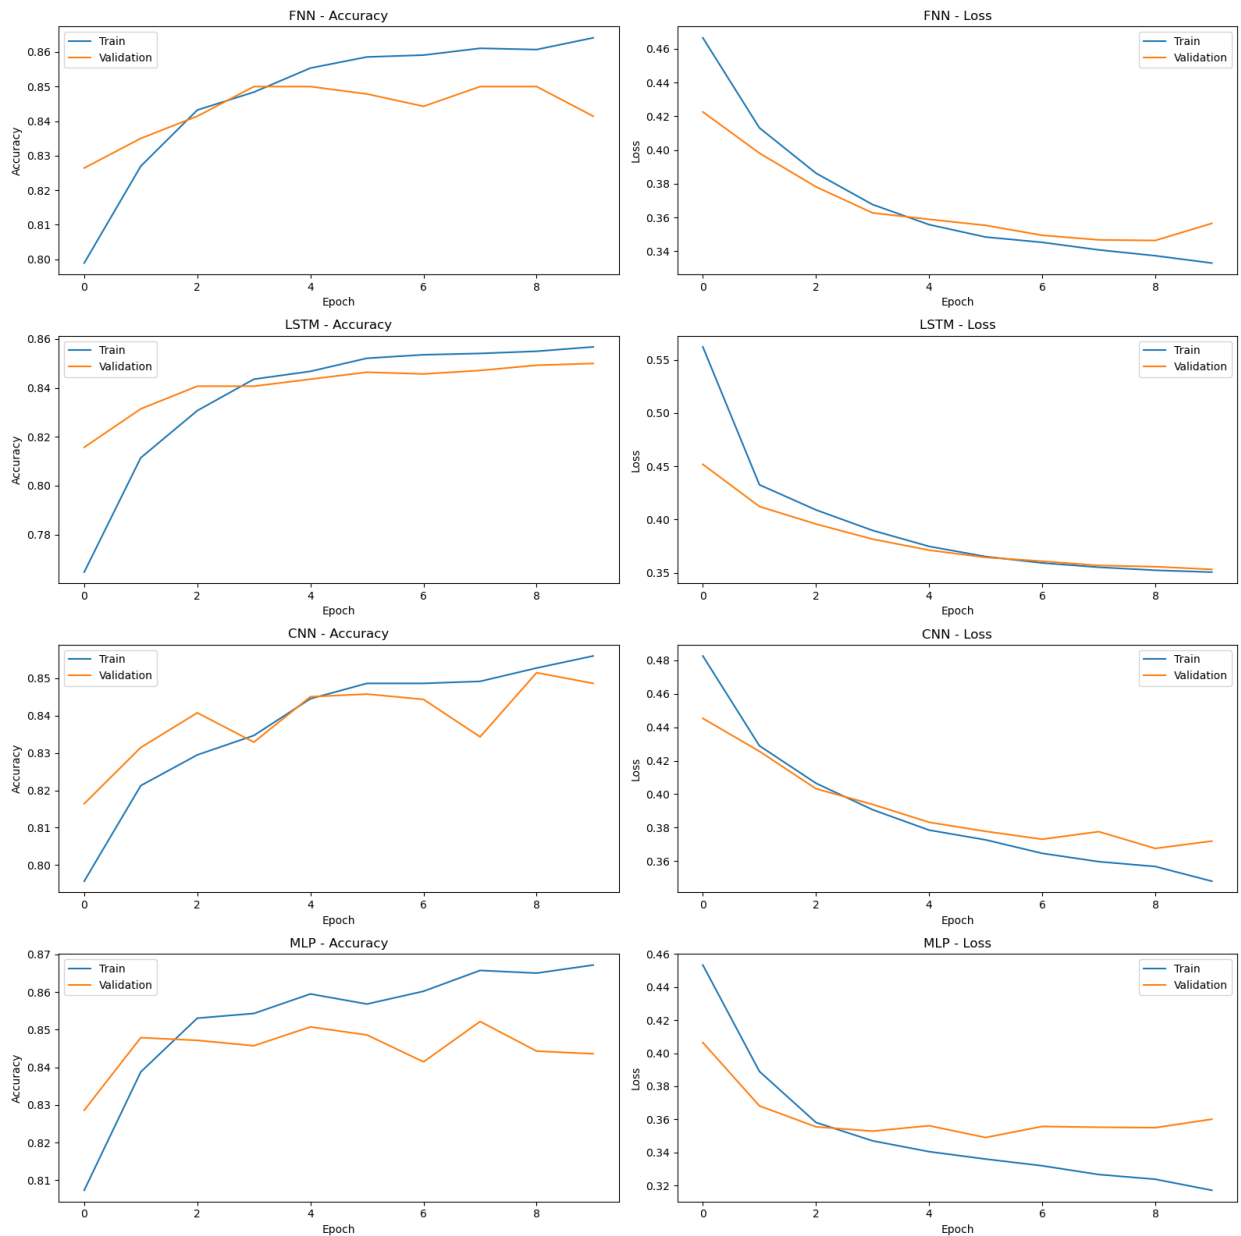 FNN - Accuracy
Train
Validation
0.86
0.85
0.84
0.83
0.82
0.81
0.80
Accuracy
0 2 4 6 8
Epoch
FNN - Loss
Train
Validation
0.46
0.44
0.42
0.40
0.38
0.36
0.34
Loss
0 2 4 6 8
Epoch
LSTM - Accuracy
Train
Validation
0.86
0.84
0.82
0.80
0.78
Accuracy
0 2 4 6 8
Epoch
LSTM - Loss
Train
Validation
0.55
0.50
0.45
0.40
0.35
Loss
0 2 4 6 8
Epoch
CNN - Accuracy
Train
Validation
0.85
0.84
0.83
0.82
0.81
0.80
Accuracy
0 2 4 6 8
Epoch
CNN - Loss
Train
Validation
0.48
0.46
0.44
0.42
0.40
0.38
0.36
Loss
0 2 4 6 8
Epoch
MLP - Accuracy
Train
Validation
0.87
0.86
0.85
0.84
0.83
0.82
0.81
Accuracy
0 2 4 6 8
Epoch
MLP - Loss
Train
Validation
0.46
0.44
0.42
0.40
0.38
0.36
0.34
0.32
Loss
0 2 4 6 8
Epoch